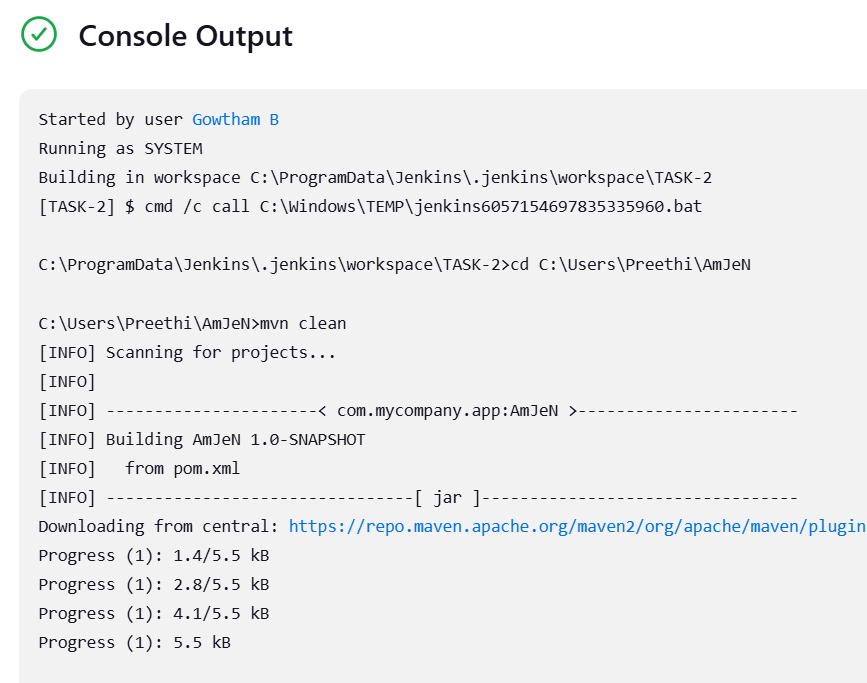 Console Output
Started by user Gowtham B
Running as SYSTEM
Building in workspace C:\ProgramData\Jenkins\.jenkins\workspace\TASK-2
[TASK-2] $ cmd /c call C:\Windows\TEMP\jenkins6057154697835335960.bat
C:\ProgramData\Jenkins\.jenkins\workspace\TASK-2>cd C:\Users\Preethi\AmJeN
C:\Users\Preethi\AmJeN>mvn clean
[INFO] Scanning for projects...
[INFO]
[INFO] ----------------------< com.mycompany.app:AmJeN >-----------------------
[INFO] Building AmJeN 1.0-SNAPSHOT
[INFO]   from pom.xml
[INFO] --------------------------------[ jar ]---------------------------------
Downloading from central: https://repo.maven.apache.org/maven2/org/apache/maven/plugin
Progress (1): 1.4/5.5 kB
Progress (1): 2.8/5.5 kB
Progress (1): 4.1/5.5 kB
Progress (1): 5.5 kB